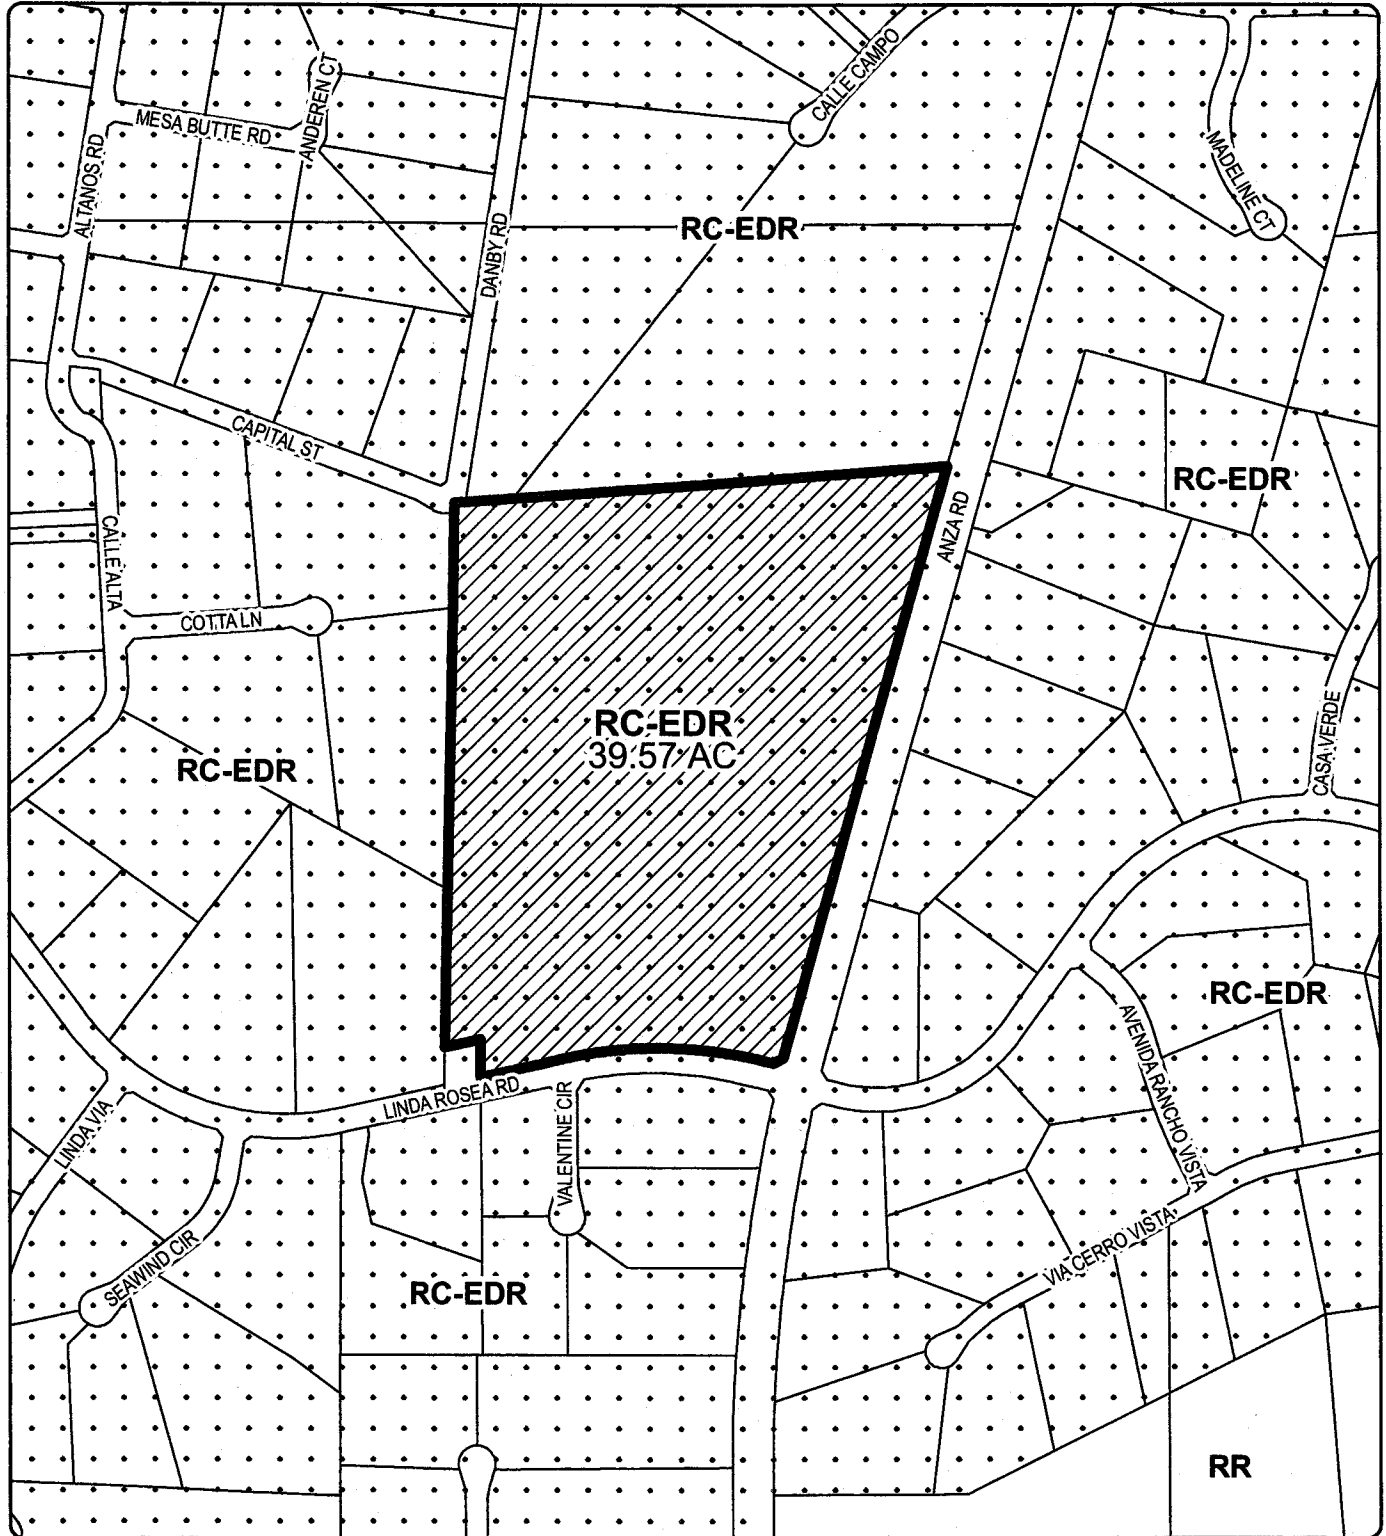 CALLE CAMPO
ANDEREN CT
MESA BUTTE RD
MADELINE CT
ALTANOS RD
RC-EDR
DANBY RD
CAPITAL ST
RC-EDR
ANZA RD
CALLE ALTA
COTTA LN
RC-EDR
39.57 AC
CASA VERDE
RC-EDR
RC-EDR
AVENIDA RANCHO VISTA
LINDA ROSEA RD
VALENTINE CIR
LINDA VIA
VIA CERRO VISTA
SEAWIND CIR
RC-EDR
RR